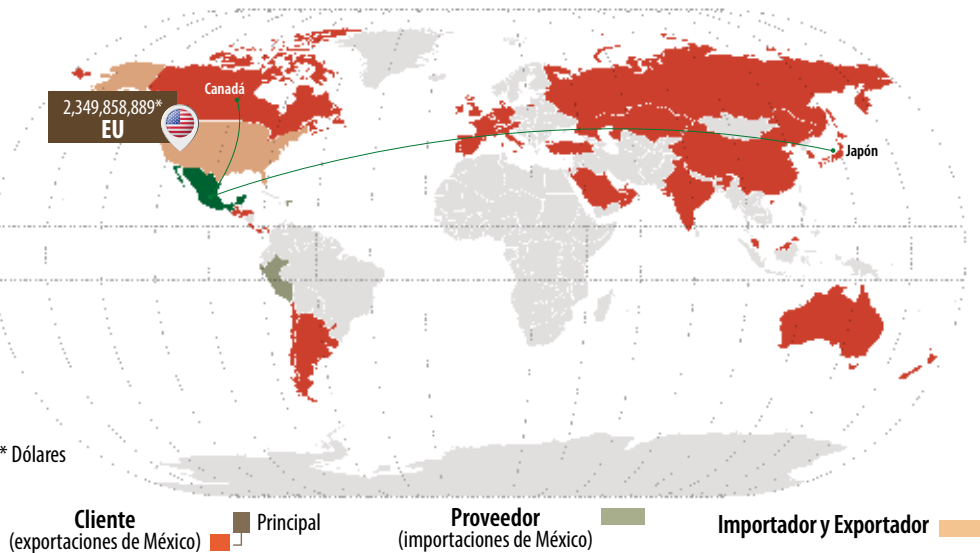 Canadá
2,349,858,889*
EU
Japón
* Dólares
Cliente
(exportaciones de México)
Principal
Proveedor
(importaciones de México)
Importador y Exportador